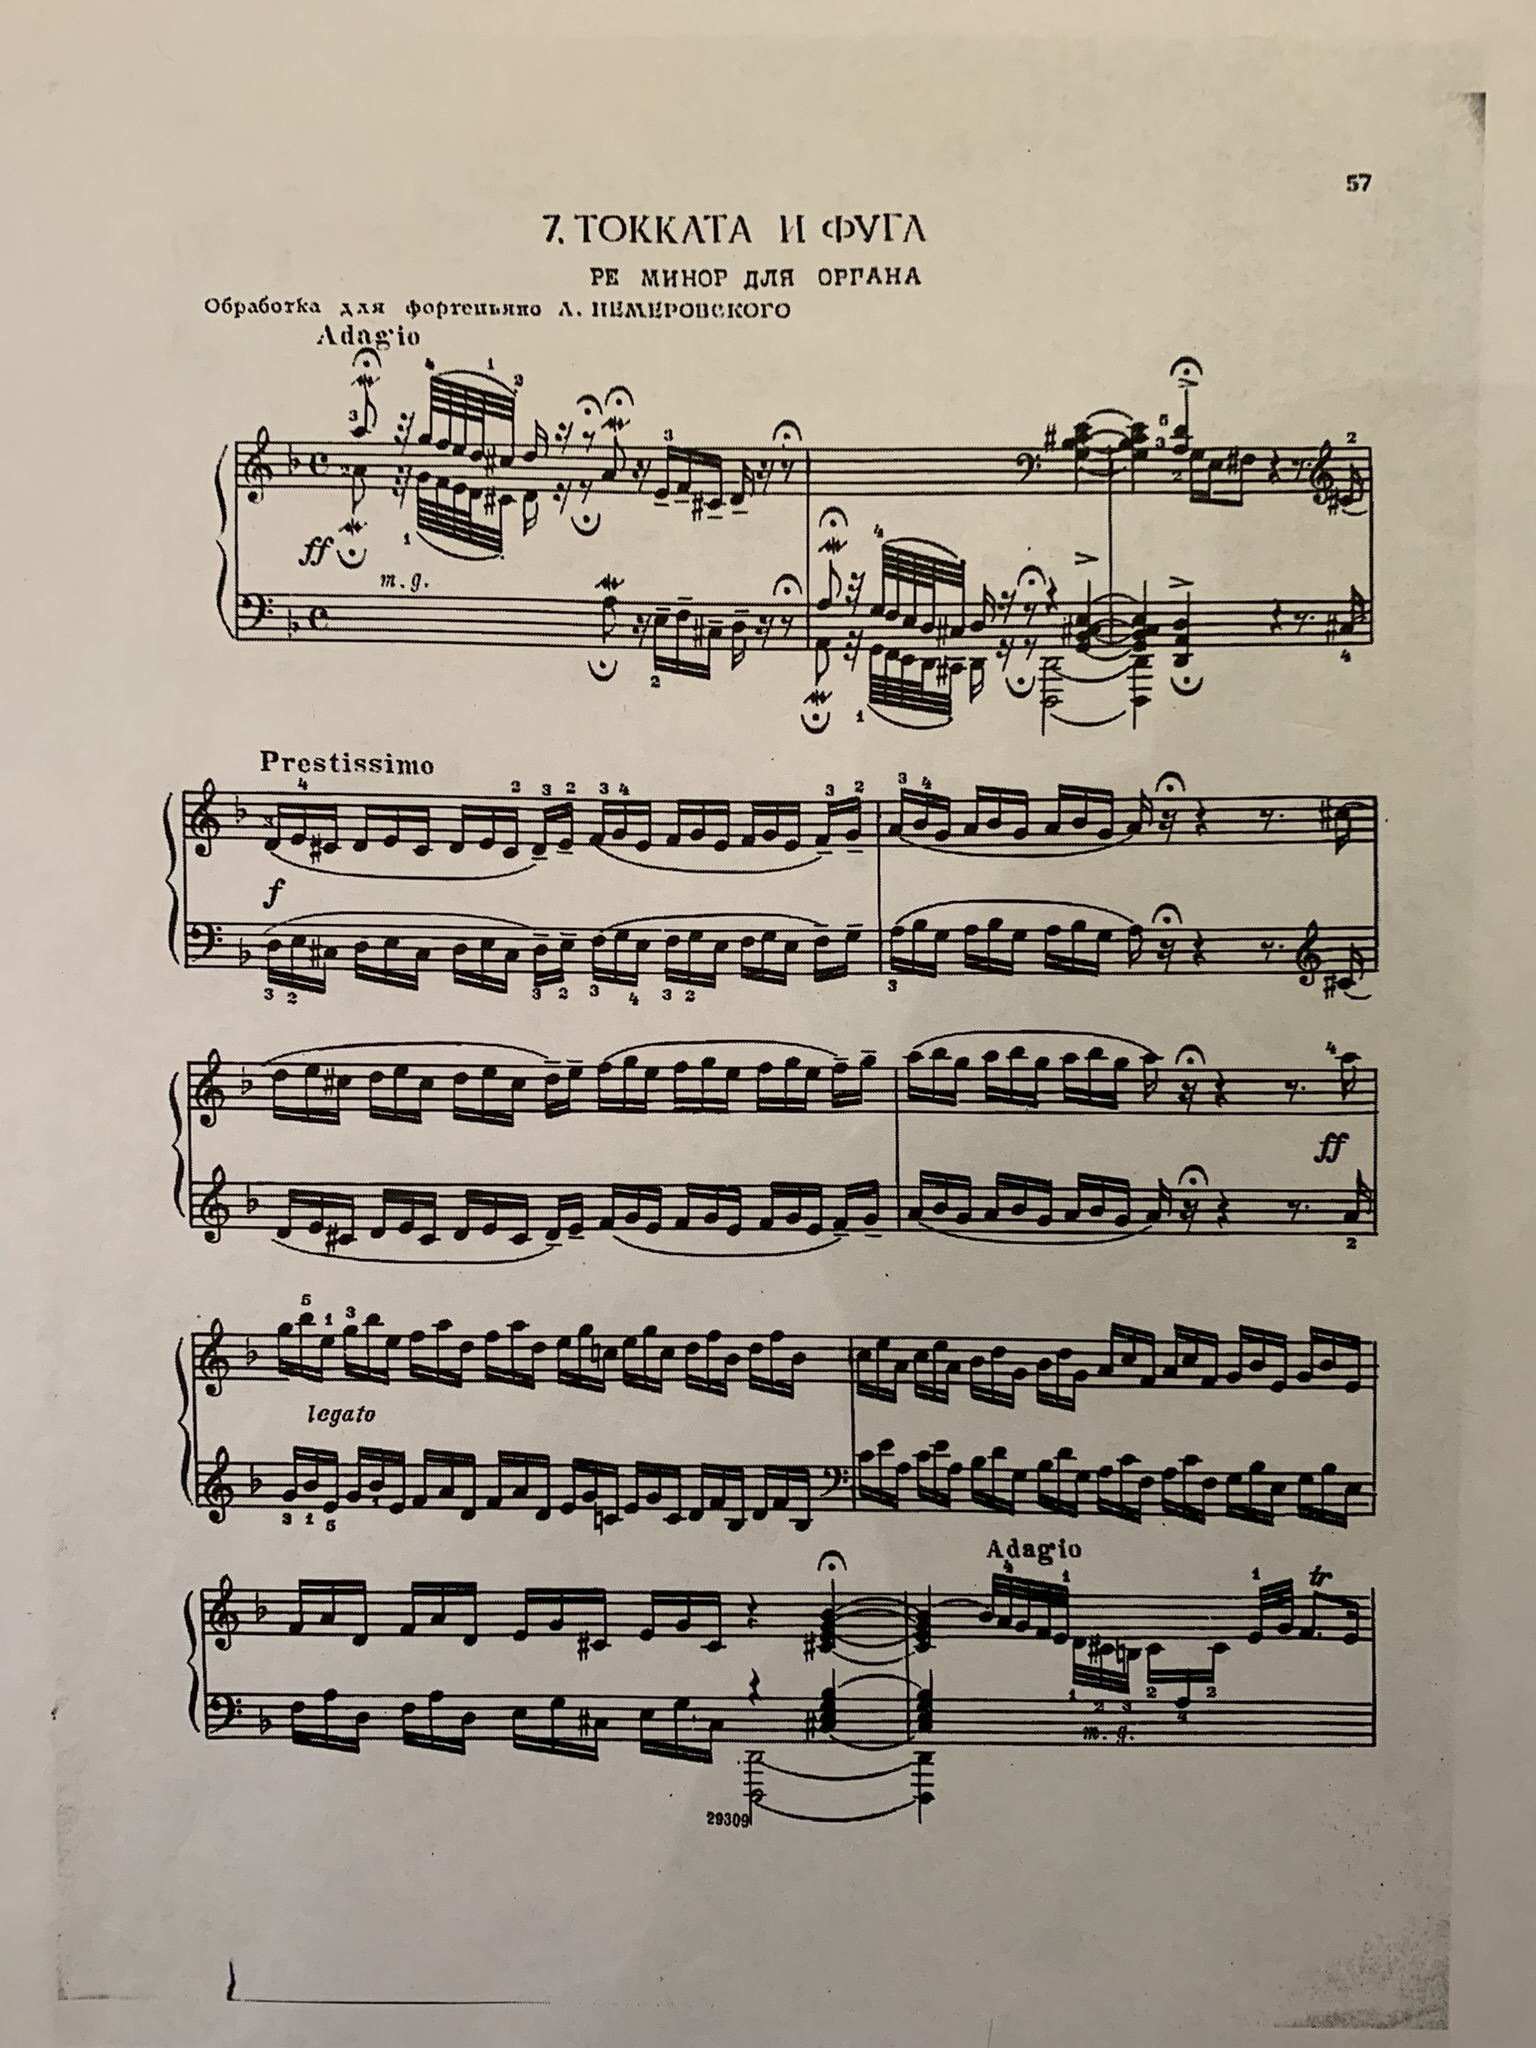 57
7. ТОККАТА И ФУГА
РЕ МИНОР ДЛЯ ОРГАНА
Обработка для фортепьяно А. НЕМЕРОВСКОГО
Adagio
ff
m. g.
Prestissimo
f
ff
legato
Adagio
tr
m. g.
29309